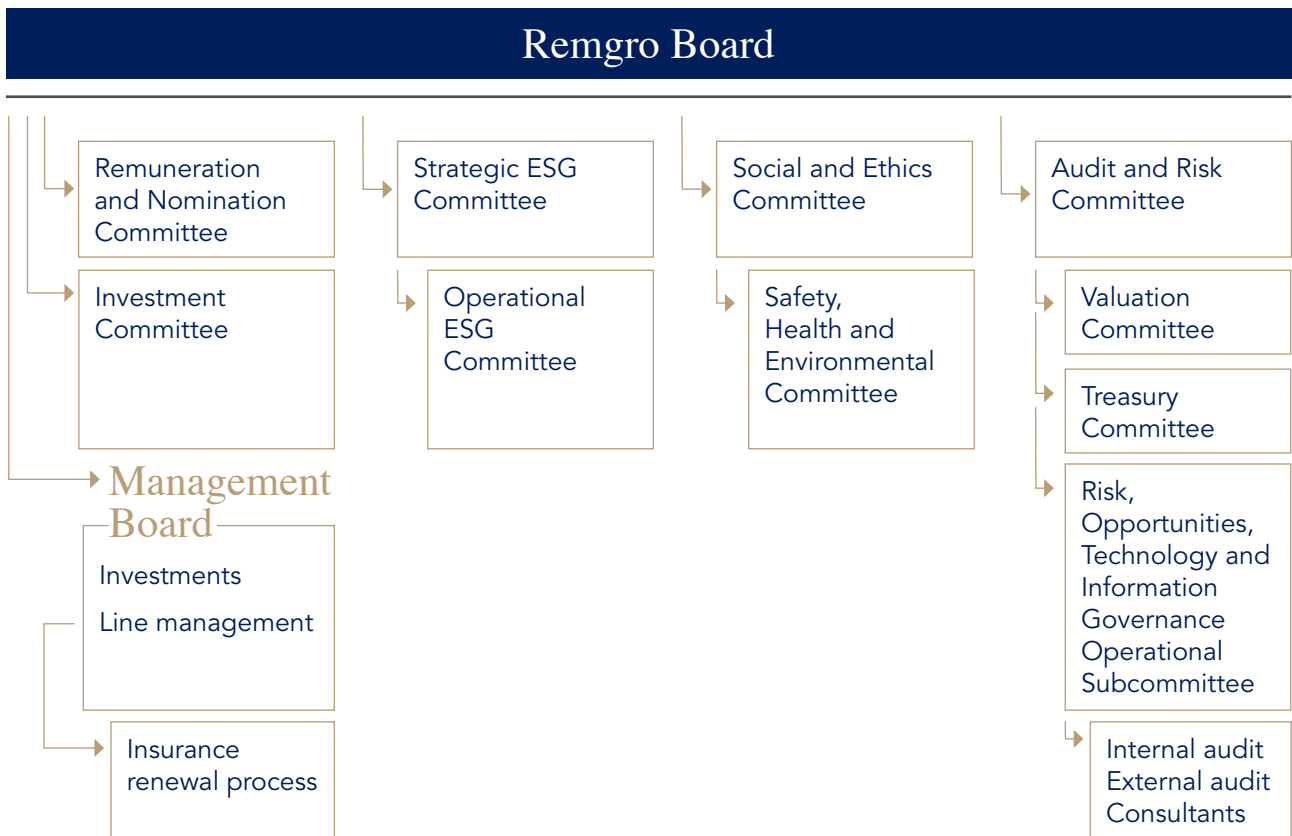 Remgro Board
Remuneration
and Nomination
Committee
Investment
Committee
Management
Board
Investments
Line management
Insurance
renewal process
Strategic ESG
Committee
Operational
ESG
Committee
Social and Ethics
Committee
Safety,
Health and
Environmental
Committee
Audit and Risk
Committee
Valuation
Committee
Treasury
Committee
Risk,
Opportunities,
Technology and
Information
Governance
Operational
Subcommittee
Internal audit
External audit
Consultants